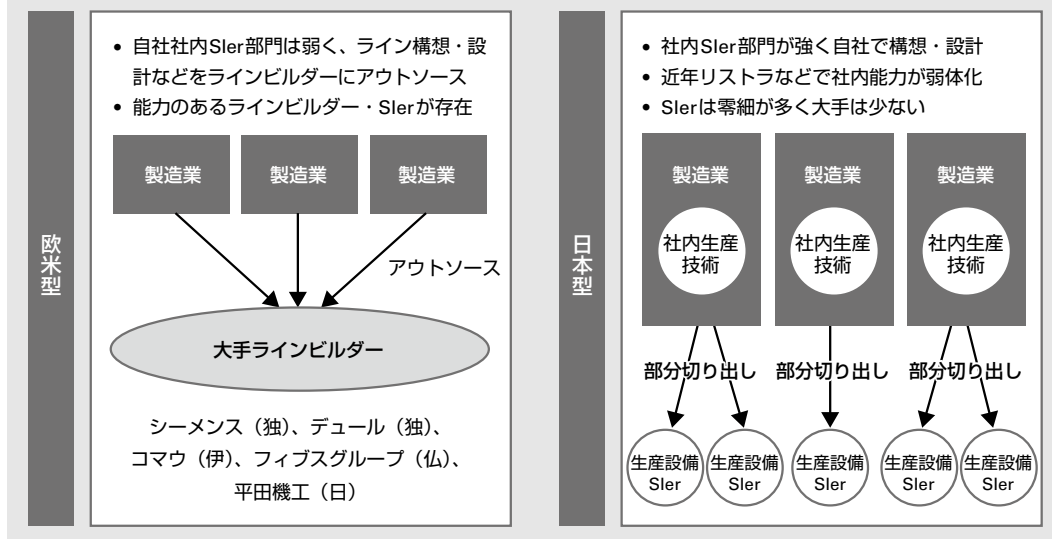 欧米型
• 自社社内SIer部門は弱く、ライン構想・設
計などをラインビルダーにアウトソース
• 能力のあるラインビルダー・SIerが存在
製造業
製造業
製造業
アウトソース
大手ラインビルダー
シーメンス（独）、デュール（独）、
コマウ（伊）、フィブスグループ（仏）、
平田機工（日）
日本型
• 社内SIer部門が強く自社で構想・設計
• 近年リストラなどで社内能力が弱体化
• SIerは零細が多く大手は少ない
製造業
製造業
製造業
社内生産
技術
社内生産
技術
社内生産
技術
部分切り出し
部分切り出し
部分切り出し
生産設備
SIer
生産設備
SIer
生産設備
SIer
生産設備
SIer
生産設備
SIer